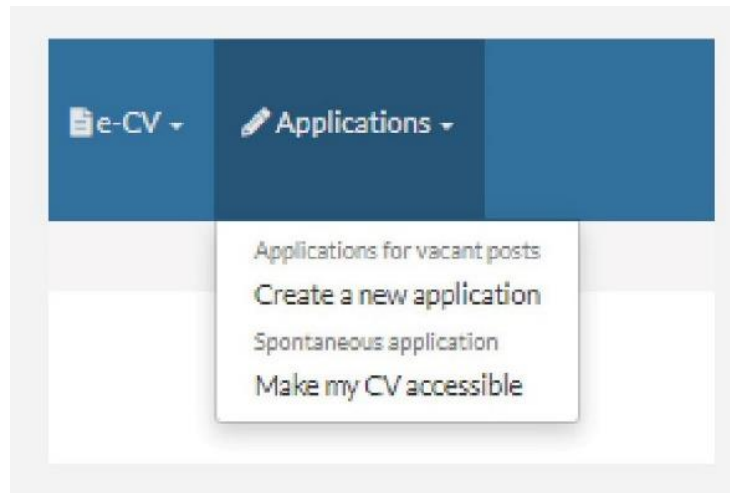 e-CV
Applications
Applications for vacant posts
Create a new application
Spontaneous application
Make my CV accessible